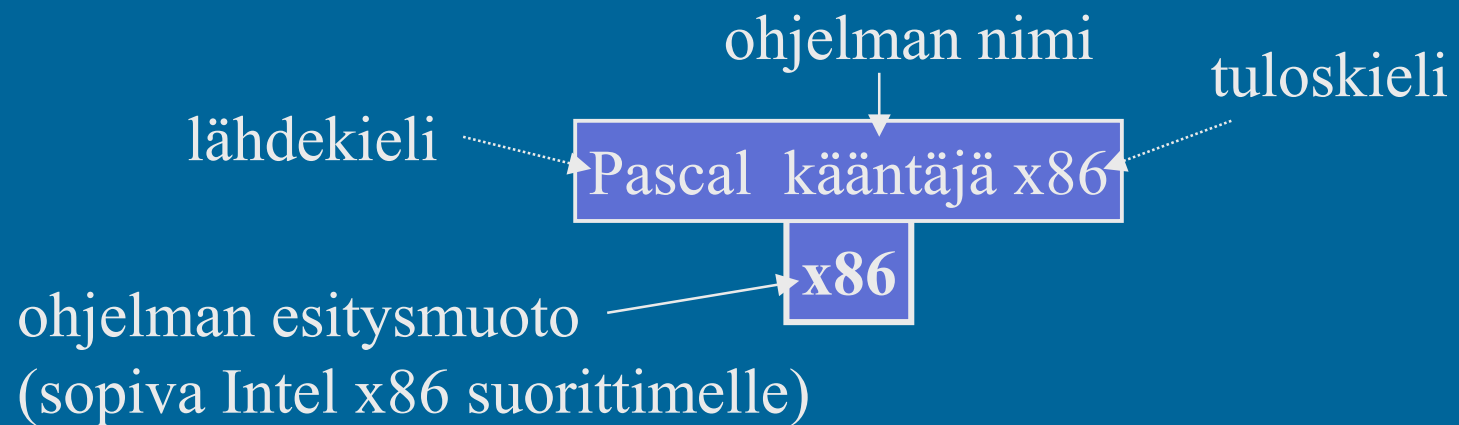 ohjelman nimi
tuloskieli
lähdekieli
Pascal kääntäjä x86
x86
ohjelman esitysmuoto
(sopiva Intel x86 suorittimelle)